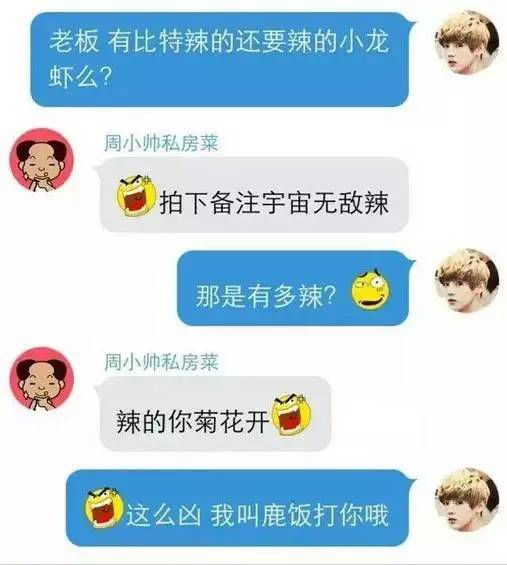 老板 有比特辣的还要辣的小龙
虾么？
周小帅私房菜
拍下备注宇宙无敌辣
那是有多辣？
周小帅私房菜
辣的你菊花开
这么凶 我叫鹿饭打你哦